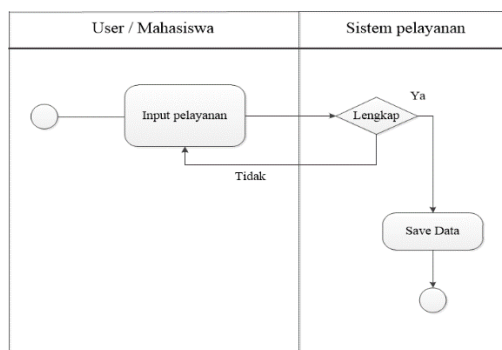 User / Mahasiswa
Sistem pelayanan
Input pelayanan
Lengkap
Ya
Tidak
Save Data